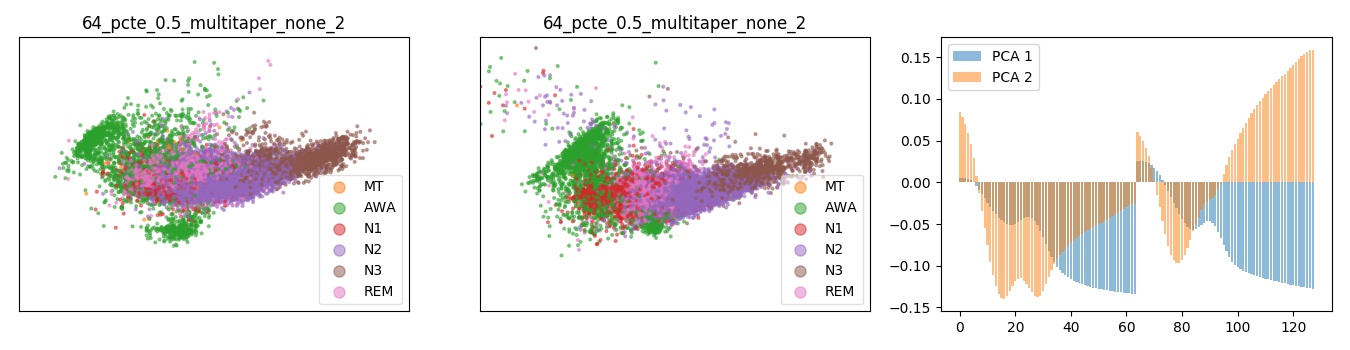 64_pcte_0.5_multitaper_none_2
MT
AWA
N1
N2
N3
REM
64_pcte_0.5_multitaper_none_2
MT
AWA
N1
N2
N3
REM
PCA 1
PCA 2
0.15
0.10
0.05
0.00
−0.05
−0.10
−0.15
0 20 40 60 80 100 120